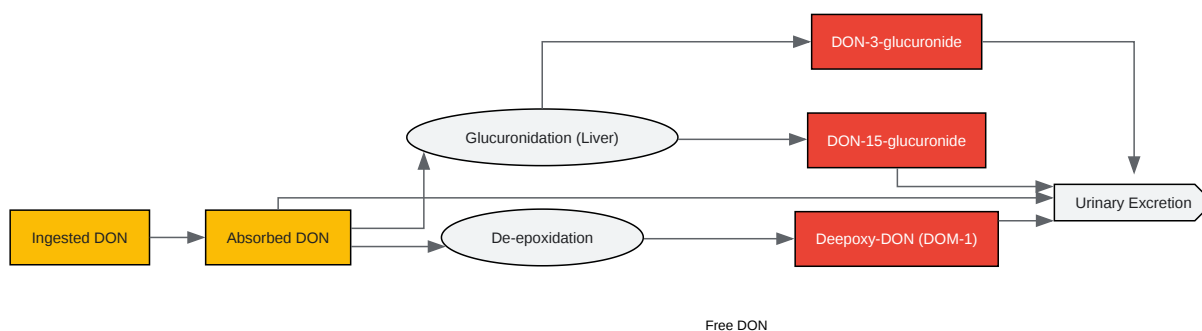 DON-3-glucuronide
Glucuronidation (Liver)
DON-15-glucuronide
Urinary Excretion
Ingested DON
Absorbed DON
De-epoxidation
Deepoxy-DON (DOM-1)
Free DON